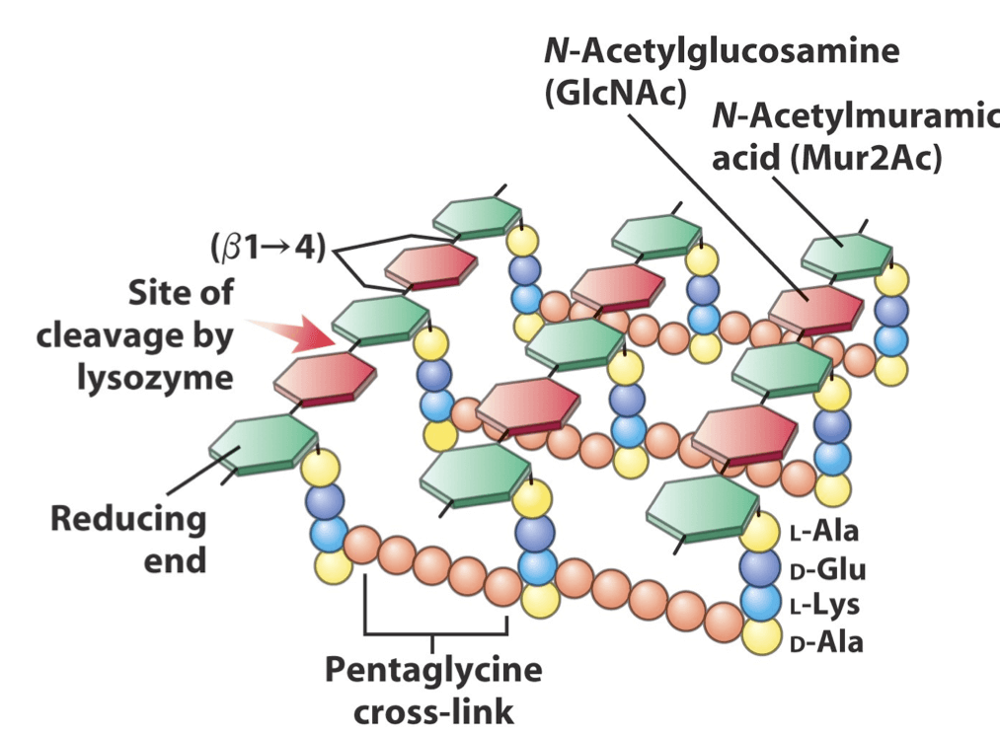 N-Acetylglucosamine
(GlcNAc)
N-Acetylmuramic
acid (Mur2Ac)
(β1→4)
Site of
cleavage by
lysozyme
Reducing
end
L-Ala
D-Glu
L-Lys
D-Ala
Pentaglycine
cross-link